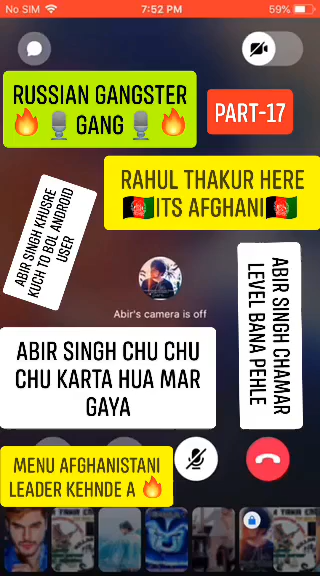 No SIM
7:52 PM
59%
RUSSIAN GANGSTER
🔥🎙️GANG🎙️🔥
PART-17
RAHUL THAKUR HERE
🇦🇫ITS AFGHANI🇦🇫
ABIR SINGH KHUSRE
KUCH TO BOL ANDROID
USER
ABIR SINGH CHAMAR
LEVEL BANA PEHLE
Abir's camera is off
ABIR SINGH CHU CHU
CHU KARTA HUA MAR
GAYA
MENU AFGHANISTANI
LEADER KEHNDE A 🔥